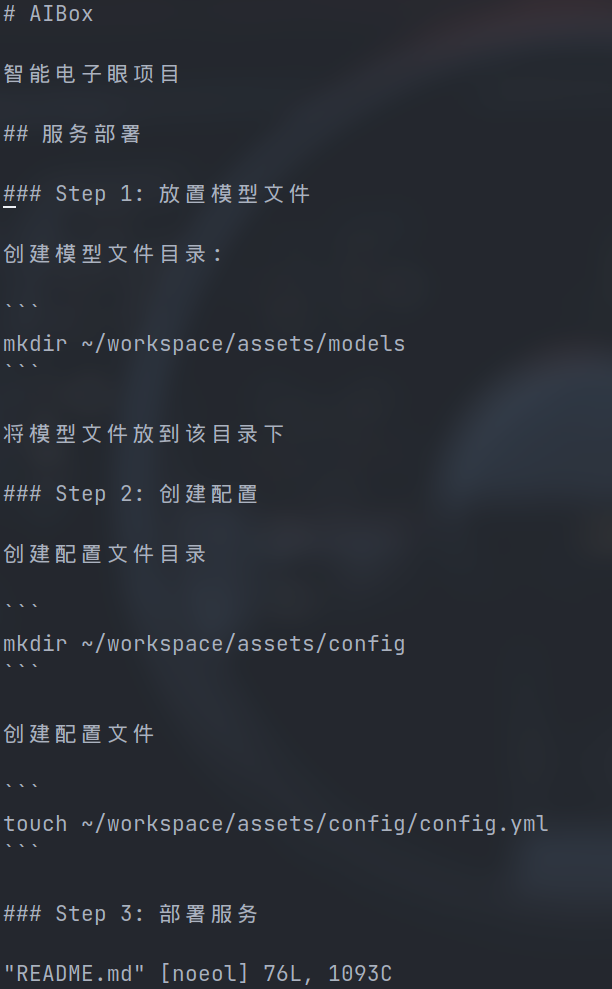 # AIBox
智能电子眼项目
## 服务部署
### Step 1: 放置模型文件
创建模型文件目录：
```
mkdir ~/workspace/assets/models
```
将模型文件放到该目录下
### Step 2: 创建配置
创建配置文件目录
```
mkdir ~/workspace/assets/config
```
创建配置文件
```
touch ~/workspace/assets/config/config.yml
```
### Step 3: 部署服务
"README.md" [noeol] 76L, 1093C